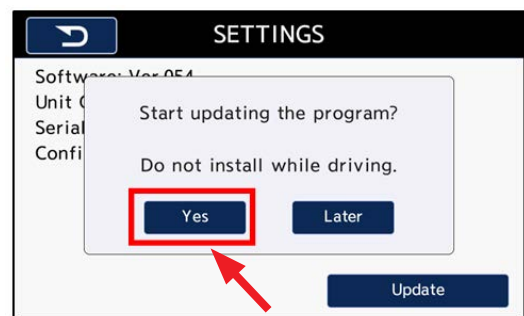 SETTINGS
Software: Ver 054
Unit
Serial
Confi
Start updating the program?
Do not install while driving.
Yes
Later
Update